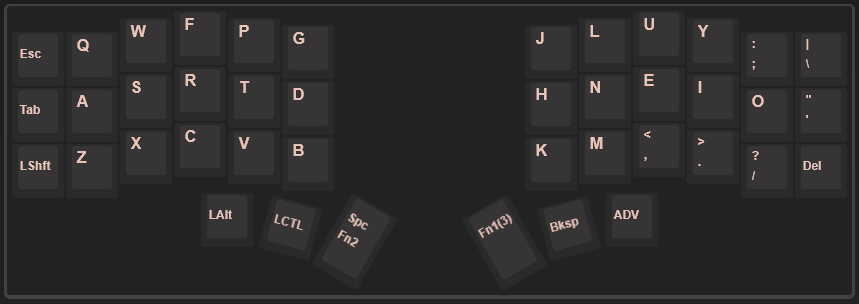 Esc Q W F P G J L U Y : ; | \
Tab A S R T D H N E I O " '
LShft Z X C V B K M < , > . ? / Del
LAlt LCTL Spc Fn2 Fn1(3) Bksp ADV